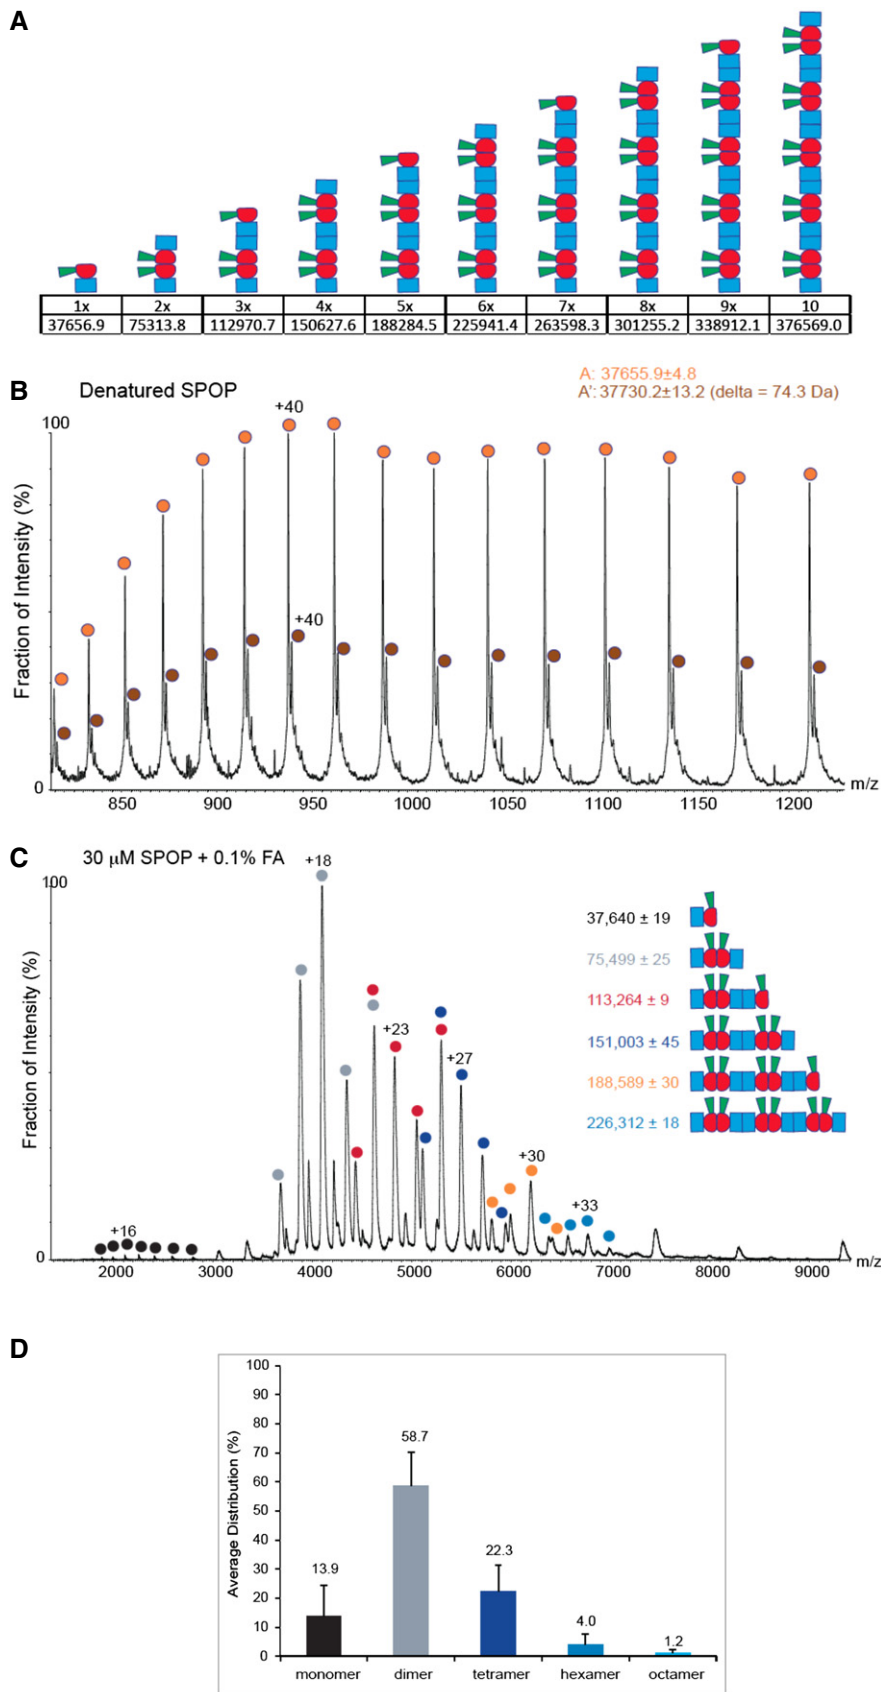 A
1x 2x 3x 4x 5x 6x 7x 8x 9x 10
37656.9 75313.8 112970.7 150627.6 188284.5 225941.4 263598.3 301255.2 338912.1 376569.0
B
Denatured SPOP
A: 37655.9±4.8
A': 37730.2±13.2 (delta = 74.3 Da)
+40
100
Fraction of Intensity (%)
+40
0
850 900 950 1000 1050 1100 1150 1200 m/z
C
30 µM SPOP + 0.1% FA
+18
100
Fraction of Intensity (%)
37,640 ± 19
75,499 ± 25
113,264 ± 9
+23
151,003 ± 45
+27
188,589 ± 30
226,312 ± 18
+30
+33
+16
0
2000 3000 4000 5000 6000 7000 8000 9000 m/z
D
Average Distribution (%)
100
90
80
70
60
50
40
30
20
10
0
13.9
58.7
22.3
4.0
1.2
monomer dimer tetramer hexamer octamer